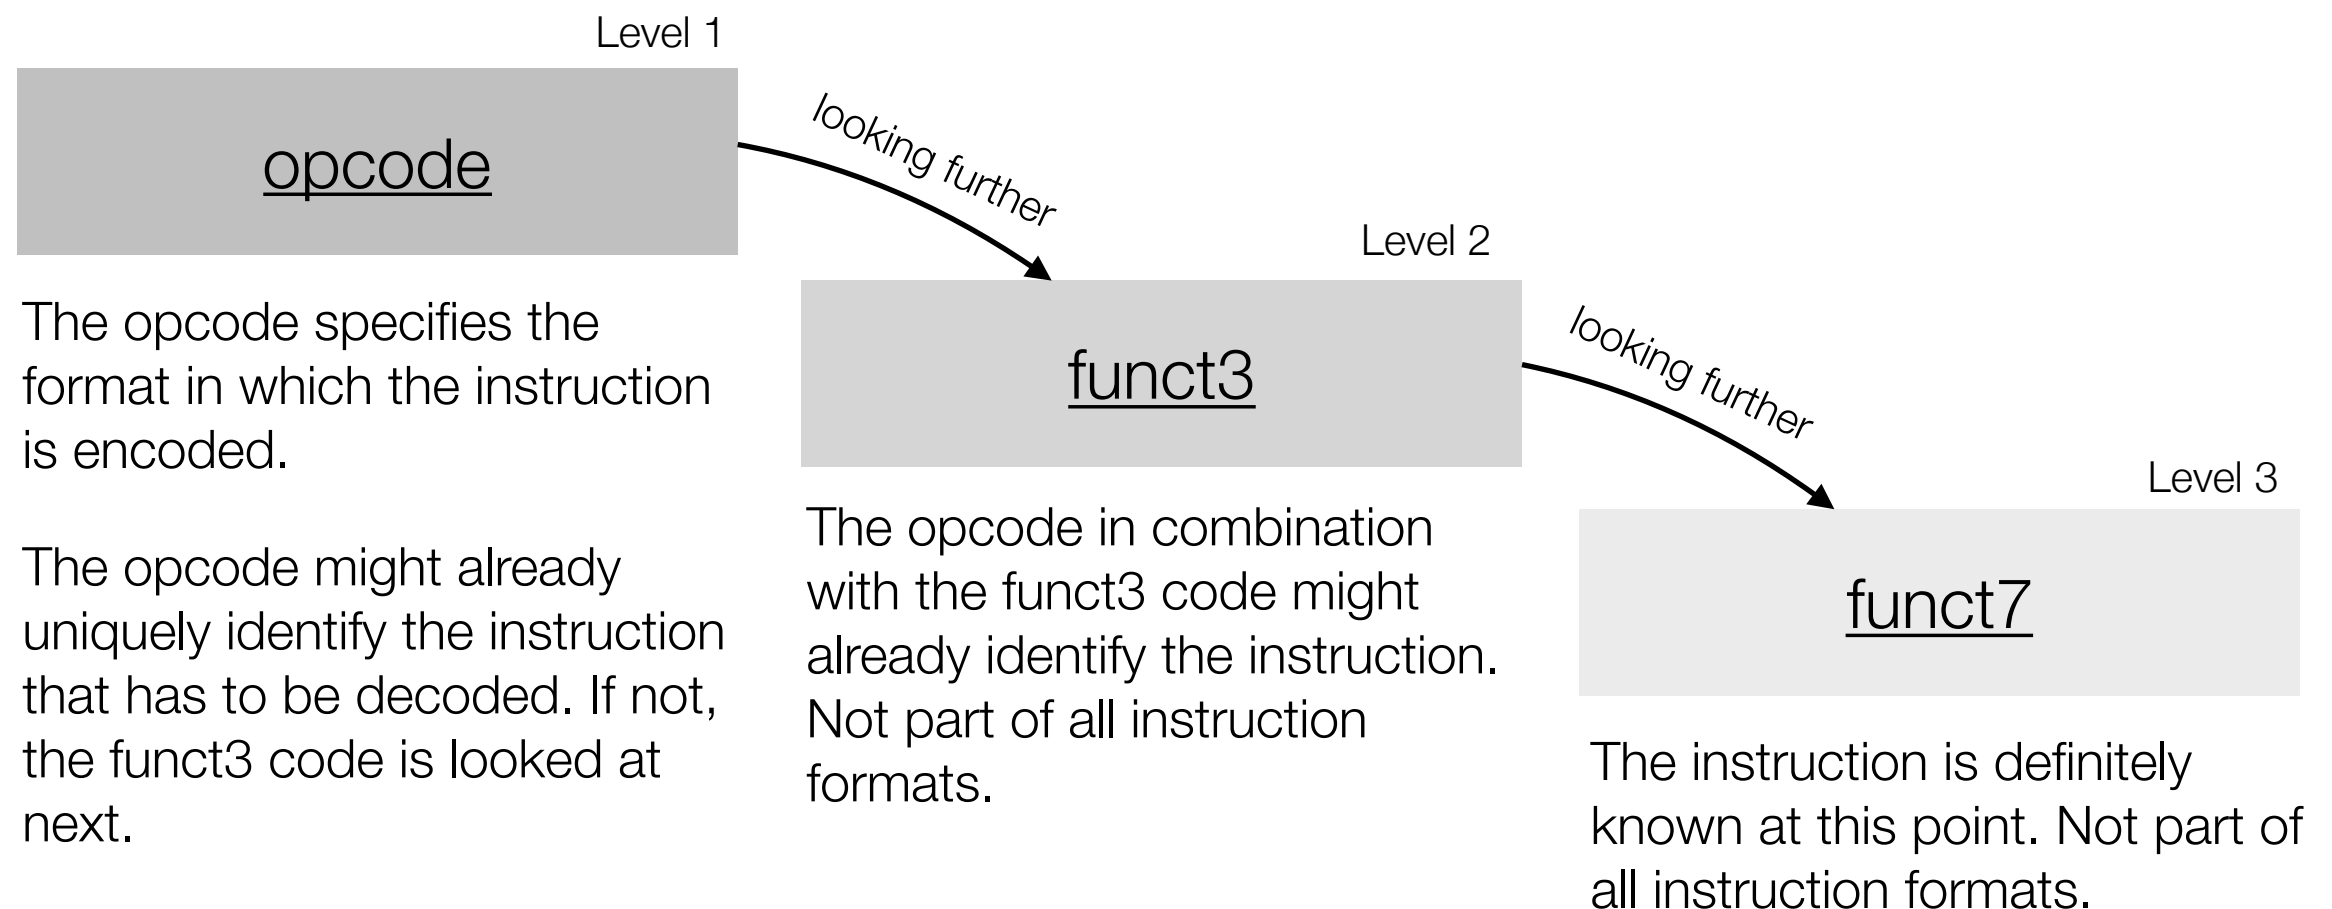 Level 1
opcode
The opcode specifies the
format in which the instruction
is encoded.
The opcode might already
uniquely identify the instruction
that has to be decoded. If not,
the funct3 code is looked at
next.
looking further
Level 2
funct3
The opcode in combination
with the funct3 code might
already identify the instruction.
Not part of all instruction
formats.
looking further
Level 3
funct7
The instruction is definitely
known at this point. Not part of
all instruction formats.